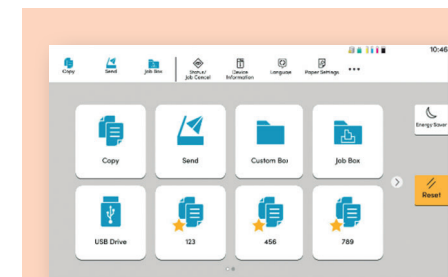 10:46
Copy
Send
Job Box
Status/
Job Cancel
Device
Information
Language
Paper Settings
Energy Saver
Copy
Send
Custom Box
Job Box
Reset
USB Drive
123
456
789